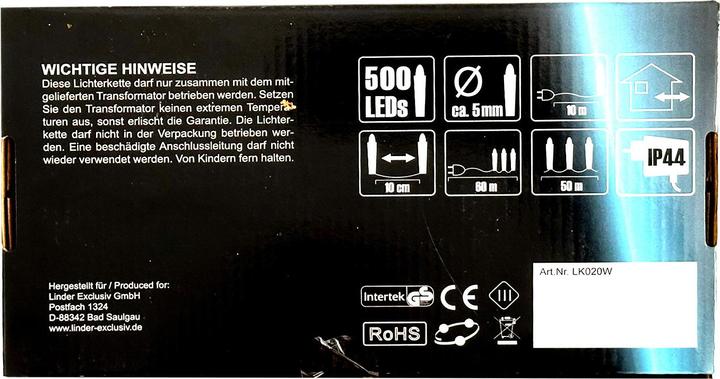 WICHTIGE HINWEISE
Diese Lichterkette darf nur zusammen mit dem mit-
gelieferten Transformator betrieben werden. Setzen
Sie den Transformator keinen extremen Tempera-
turen aus, sonst erlischt die Garantie. Die Lichter-
kette darf nicht in der Verpackung betrieben wer-
den. Eine beschädigte Anschlussleitung darf nicht
wieder verwendet werden. Von Kindern fern halten.
500
LEDs
Ø
ca. 5mm
10 m
10 cm
60 m
50 m
IP44
Hergestellt für / Produced for:
Linder Exclusiv GmbH
Postfach 1324
D-88342 Bad Saulgau
www.linder-exclusiv.de
Intertek GS CE III
RoHS
Art.Nr. LK020W